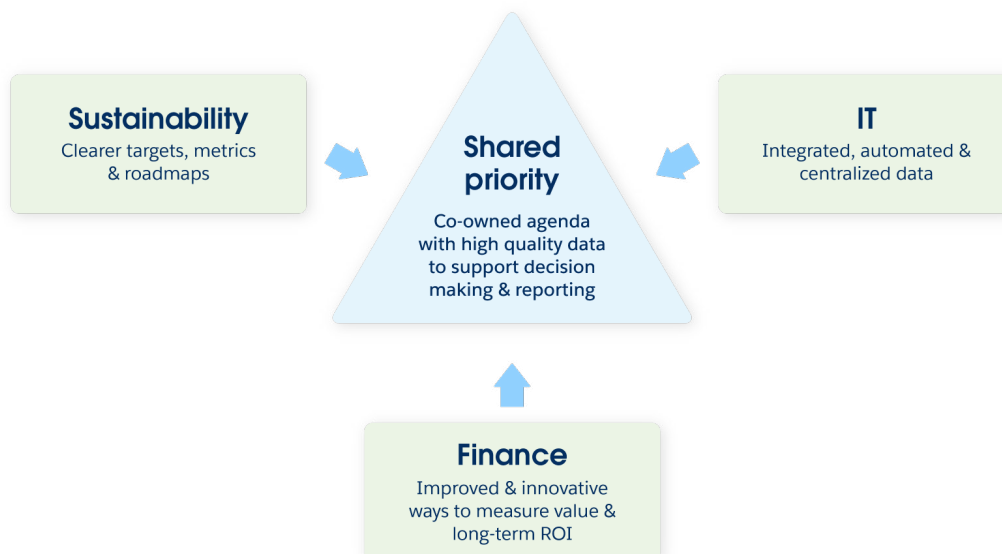 Sustainability
Clearer targets, metrics
& roadmaps
Shared
priority
Co-owned agenda
with high quality data
to support decision
making & reporting
IT
Integrated, automated &
centralized data
Finance
Improved & innovative
ways to measure value &
long-term ROI